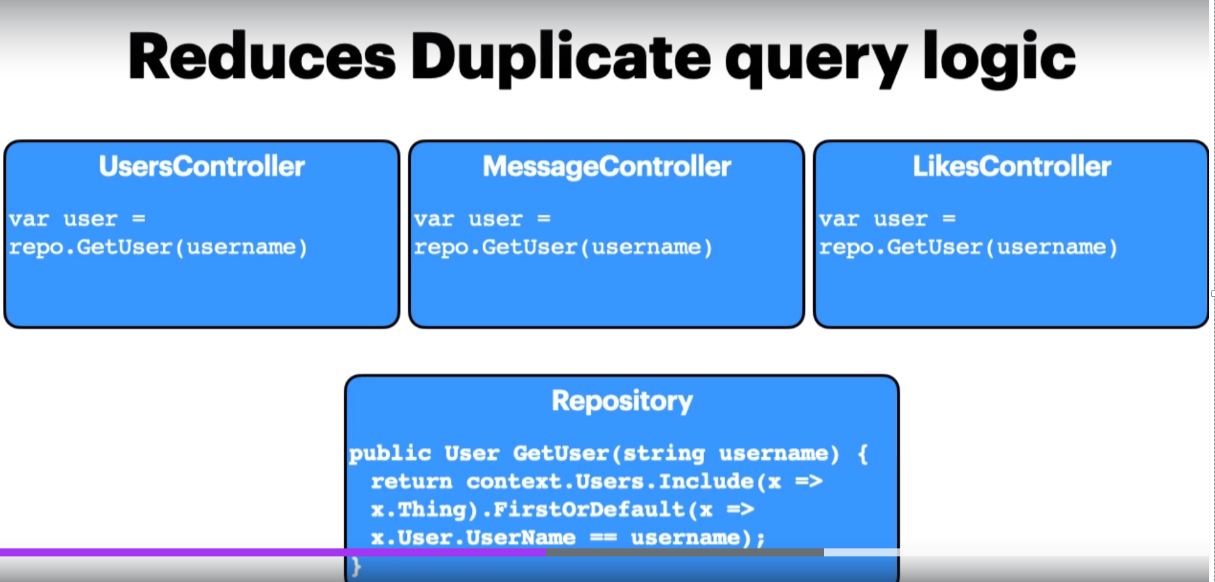 Reduces Duplicate query logic
UsersController
var user =
repo.GetUser(username)
MessageController
var user =
repo.GetUser(username)
LikesController
var user =
repo.GetUser(username)
Repository
public User GetUser(string username) {
return context.Users.Include(x =>
x.Thing).FirstOrDefault(x =>
x.User.UserName == username);
}